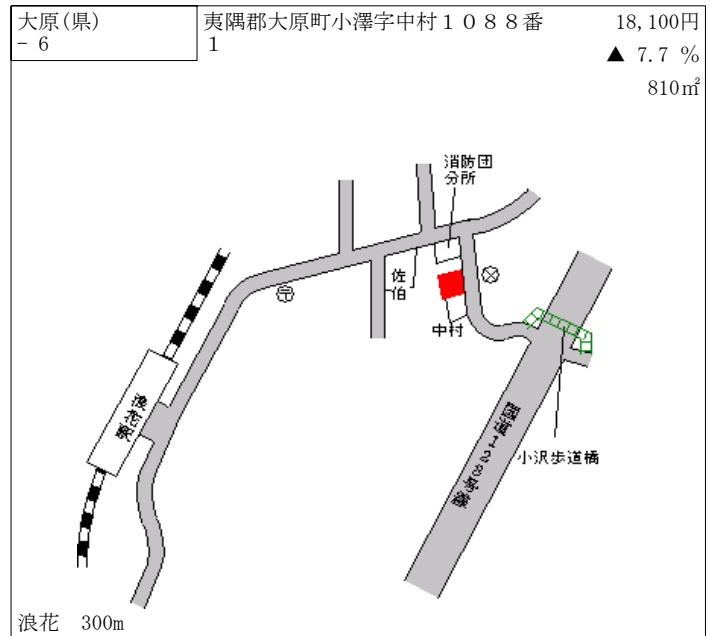 大原(県)
- 6
夷隅郡大原町小澤字中村１０８８番
１
18,100円
▲ 7.7 %
810㎡
消防団
分所
佐
伯
中村
浪花駅
国道128号線
小沢歩道橋
浪花 300m